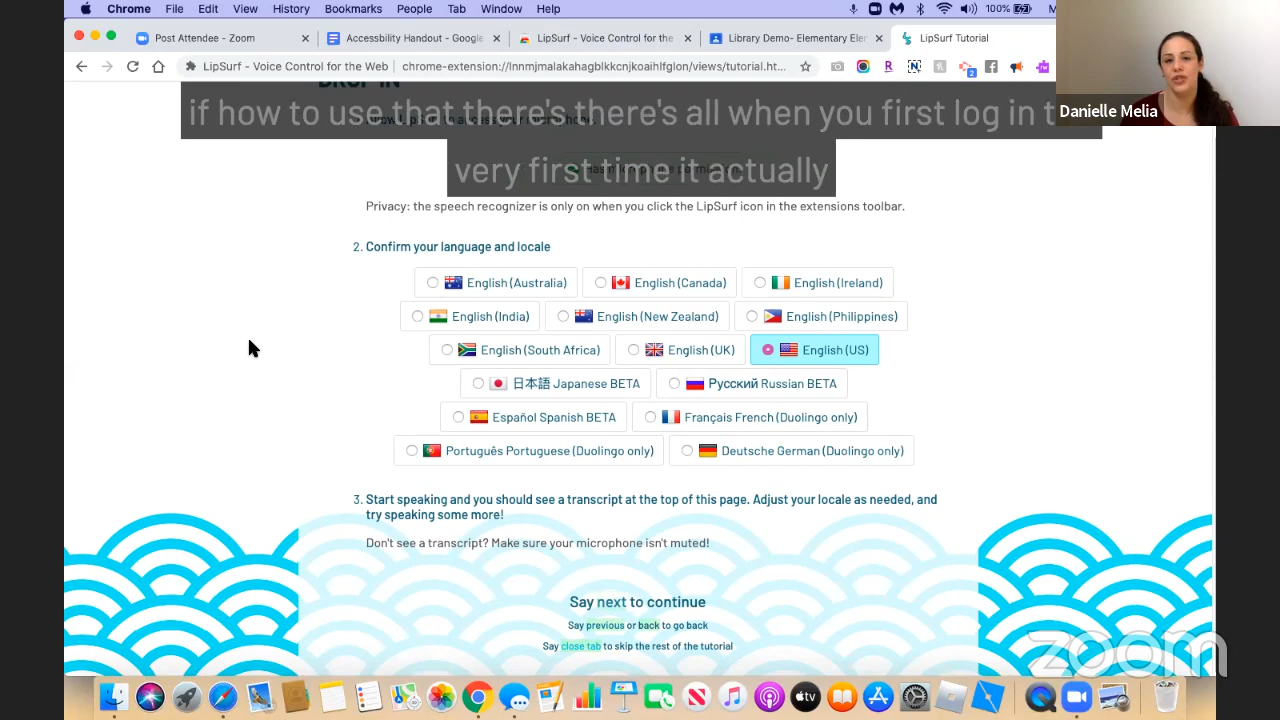 Chrome File Edit View History Bookmarks People Tab Window Help 100%
Post Attendee - Zoom
Accessbility Handout - Google
LipSurf - Voice Control for the
Library Demo- Elementary Eler
LipSurf Tutorial
LipSurf - Voice Control for the Web | chrome-extension://lnnmjmalakahagblkkcnjkoaihlfglon/views/tutorial.ht...
2
Danielle Melia
if how to use that there's there's all when you first log in t
very first time it actually
Privacy: the speech recognizer is only on when you click the LipSurf icon in the extensions toolbar.
2. Confirm your language and locale
English (Australia) English (Canada) English (Ireland)
English (India) English (New Zealand) English (Philippines)
English (South Africa) English (UK) English (US)
日本語 Japanese BETA Русский Russian BETA
Español Spanish BETA Français French (Duolingo only)
Português Portuguese (Duolingo only) Deutsche German (Duolingo only)
3. Start speaking and you should see a transcript at the top of this page. Adjust your locale as needed, and
try speaking some more!
Don't see a transcript? Make sure your microphone isn't muted!
Say next to continue
Say previous or back to go back
Say close tab to skip the rest of the tutorial
zoom
tv